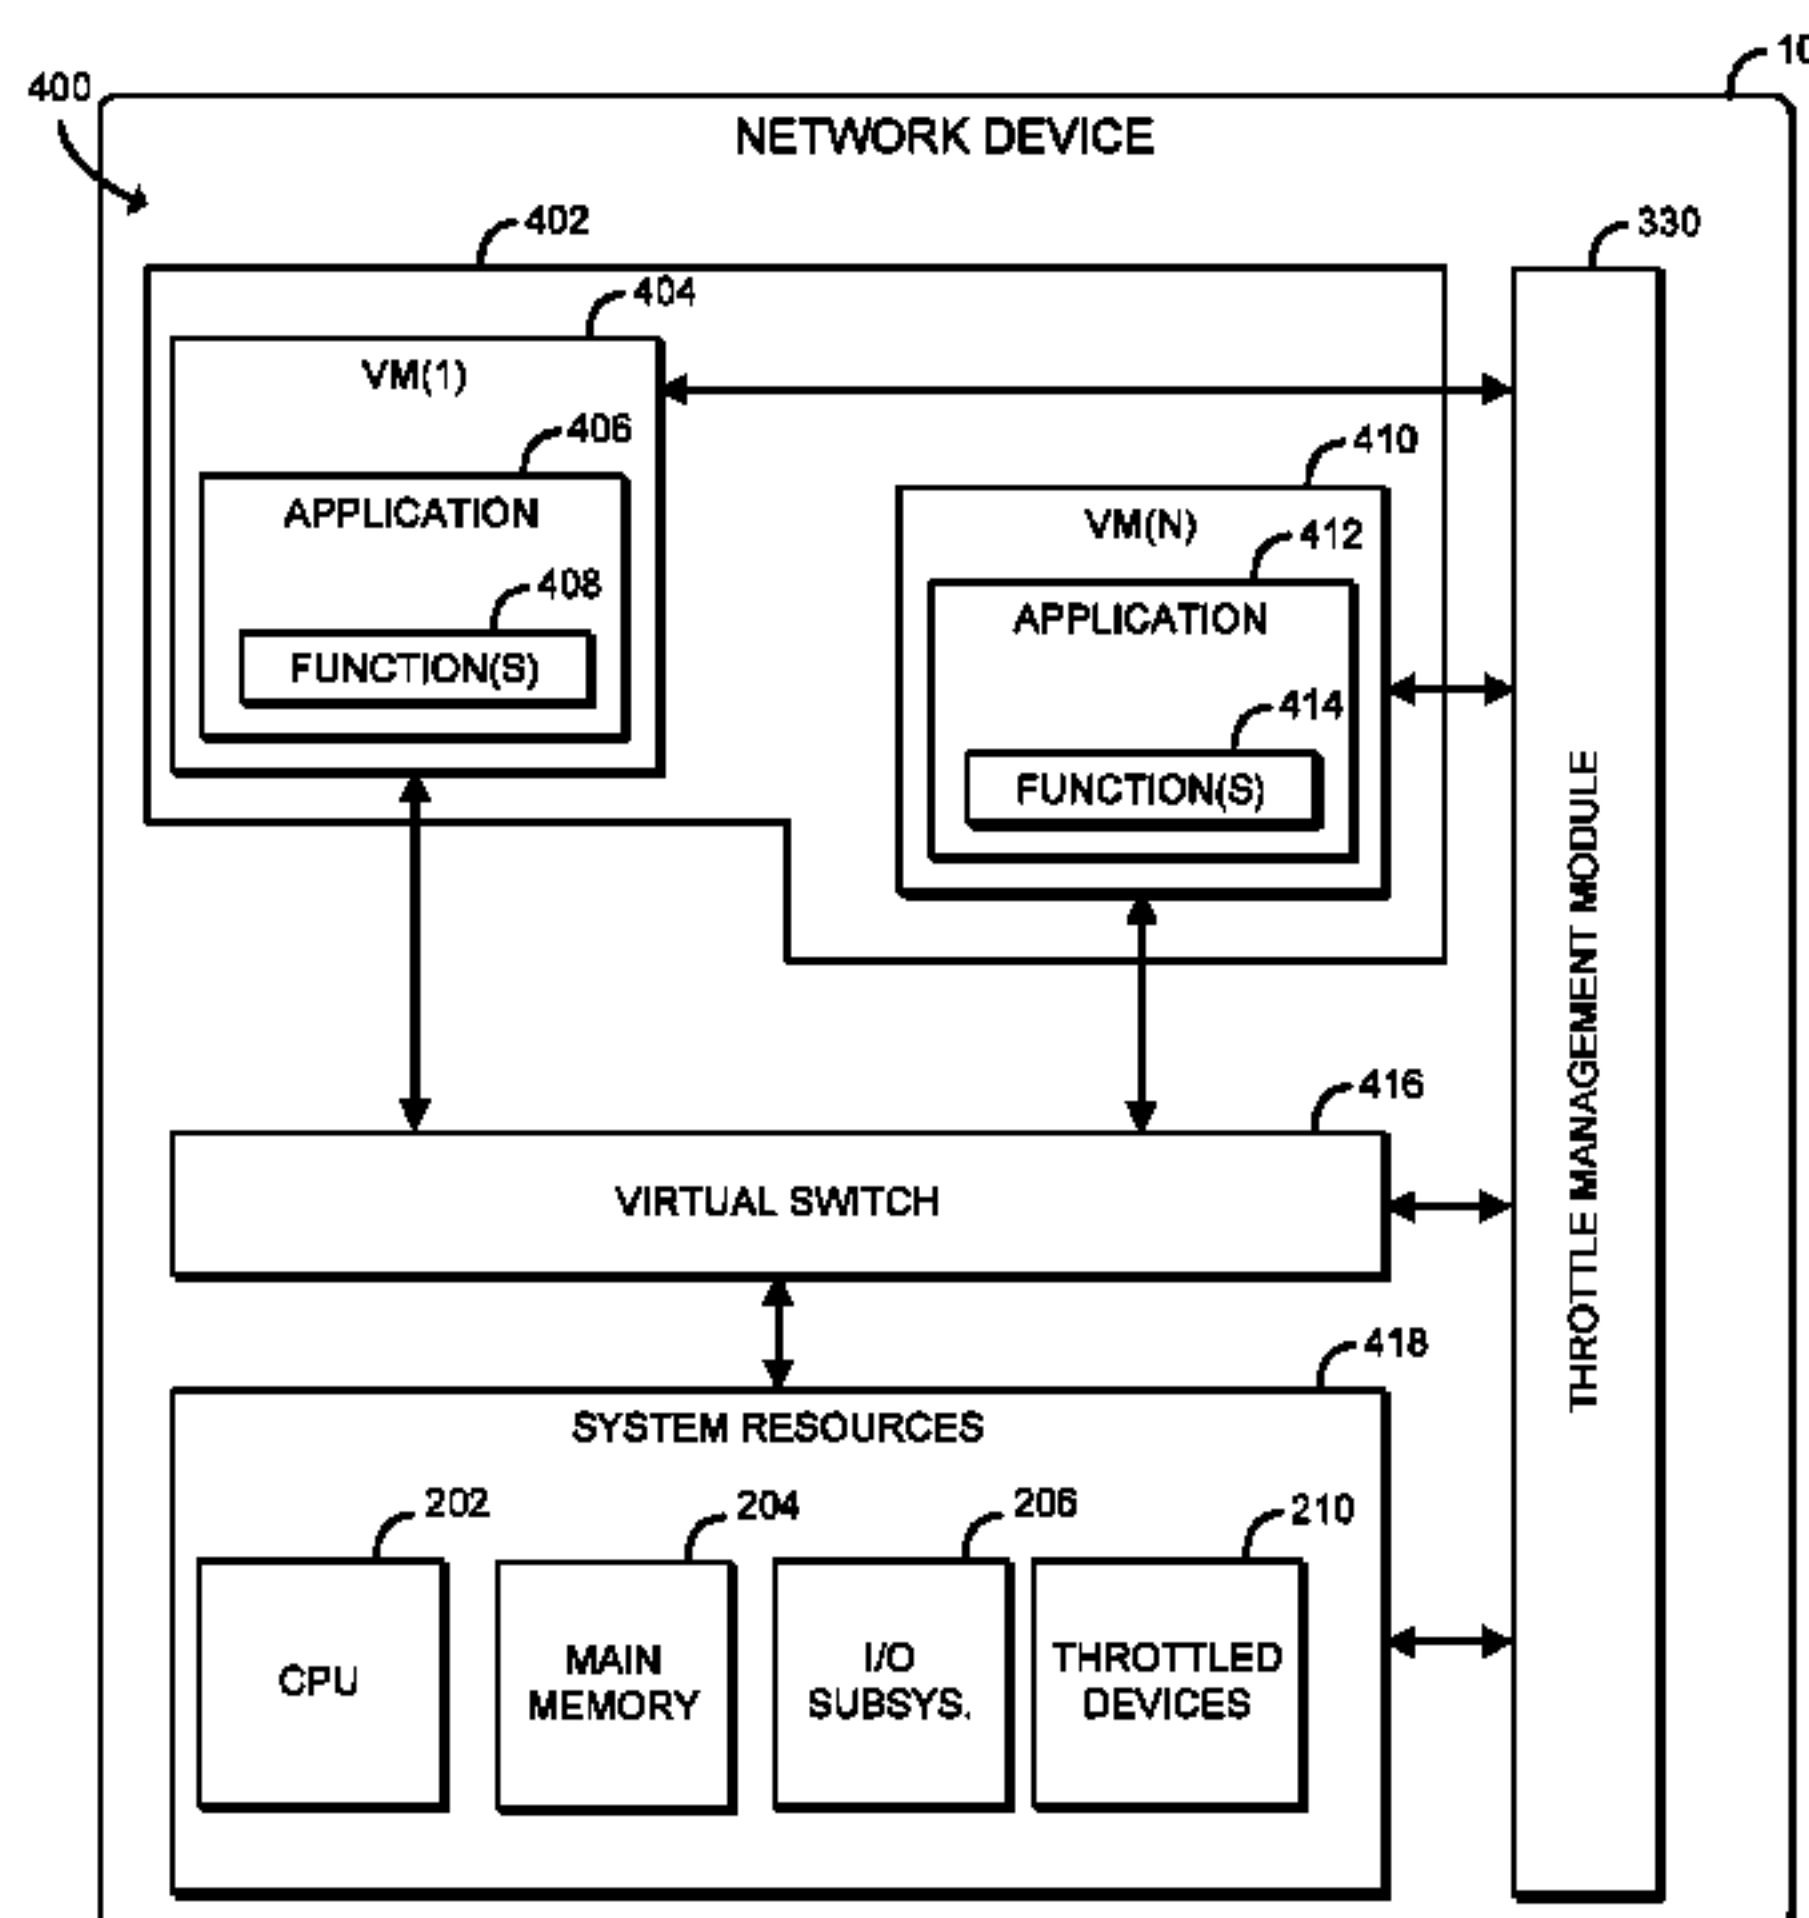 400
NETWORK DEVICE
402
330
404
VM(1)
406
APPLICATION
408
FUNCTION(S)
410
VM(N)
412
APPLICATION
414
FUNCTION(S)
THROTTLE MANAGEMENT MODULE
416
VIRTUAL SWITCH
418
SYSTEM RESOURCES
202
204
206
210
CPU
MAIN
MEMORY
I/O
SUBSYS.
THROTTLED
DEVICES